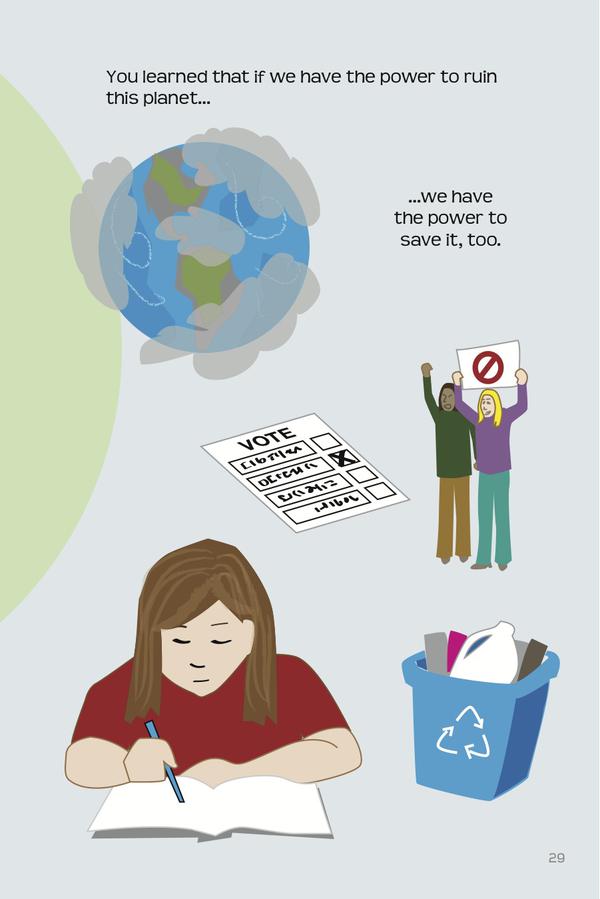 You learned that if we have the power to ruin
this planet...
...we have
the power to
save it, too.
VOTE
29